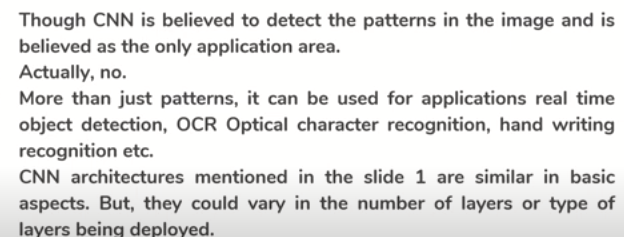 Though CNN is believed to detect the patterns in the image and is
believed as the only application area.
Actually, no.
More than just patterns, it can be used for applications real time
object detection, OCR Optical character recognition, hand writing
recognition etc.
CNN architectures mentioned in the slide 1 are similar in basic
aspects. But, they could vary in the number of layers or type of
layers being deployed.